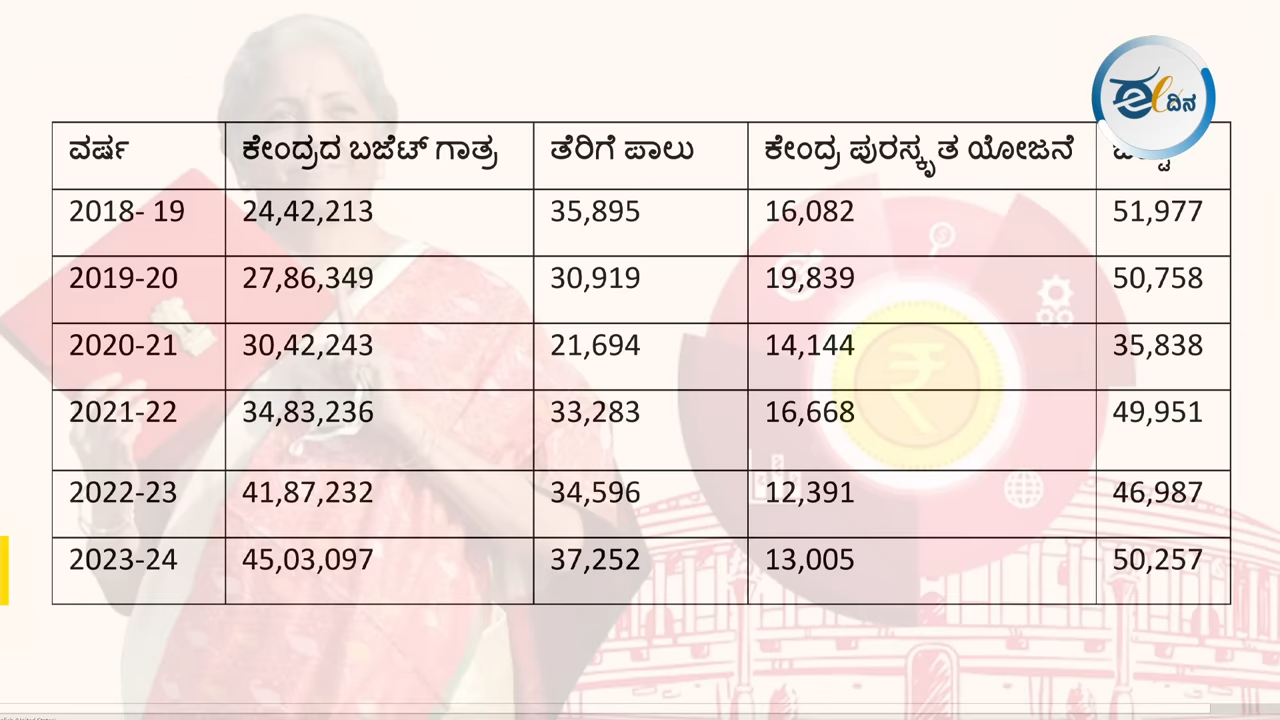 ದಿನ
ವರ್ಷ ಕೇಂದ್ರದ ಬಜೆಟ್ ಗಾತ್ರ ತೆರಿಗೆ ಪಾಲು ಕೇಂದ್ರ ಪುರಸ್ಕೃತ ಯೋಜನೆ
2018- 19 24,42,213 35,895 16,082 51,977
2019-20 27,86,349 30,919 19,839 50,758
2020-21 30,42,243 21,694 14,144 35,838
2021-22 34,83,236 33,283 16,668 49,951
2022-23 41,87,232 34,596 12,391 46,987
2023-24 45,03,097 37,252 13,005 50,257